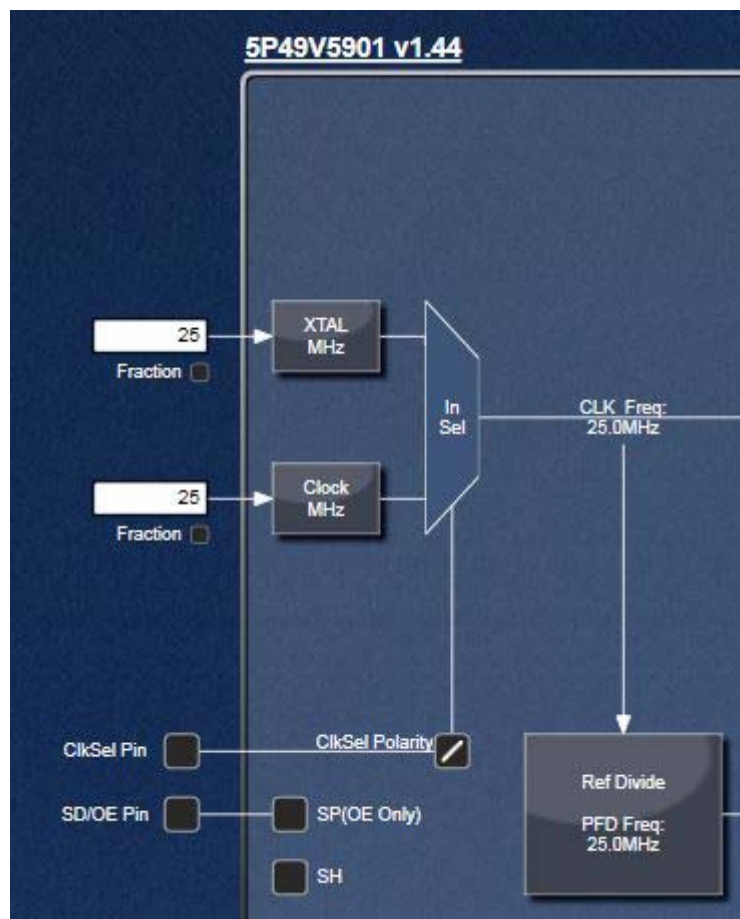 5P49V5901 v1.44
25
XTAL
MHz
Fraction
In
Sel
CLK Freq:
25.0MHz
25
Clock
MHz
Fraction
ClkSel Pin
ClkSel Polarity
Ref Divide
PFD Freq:
25.0MHz
SD/OE Pin
SP(OE Only)
SH